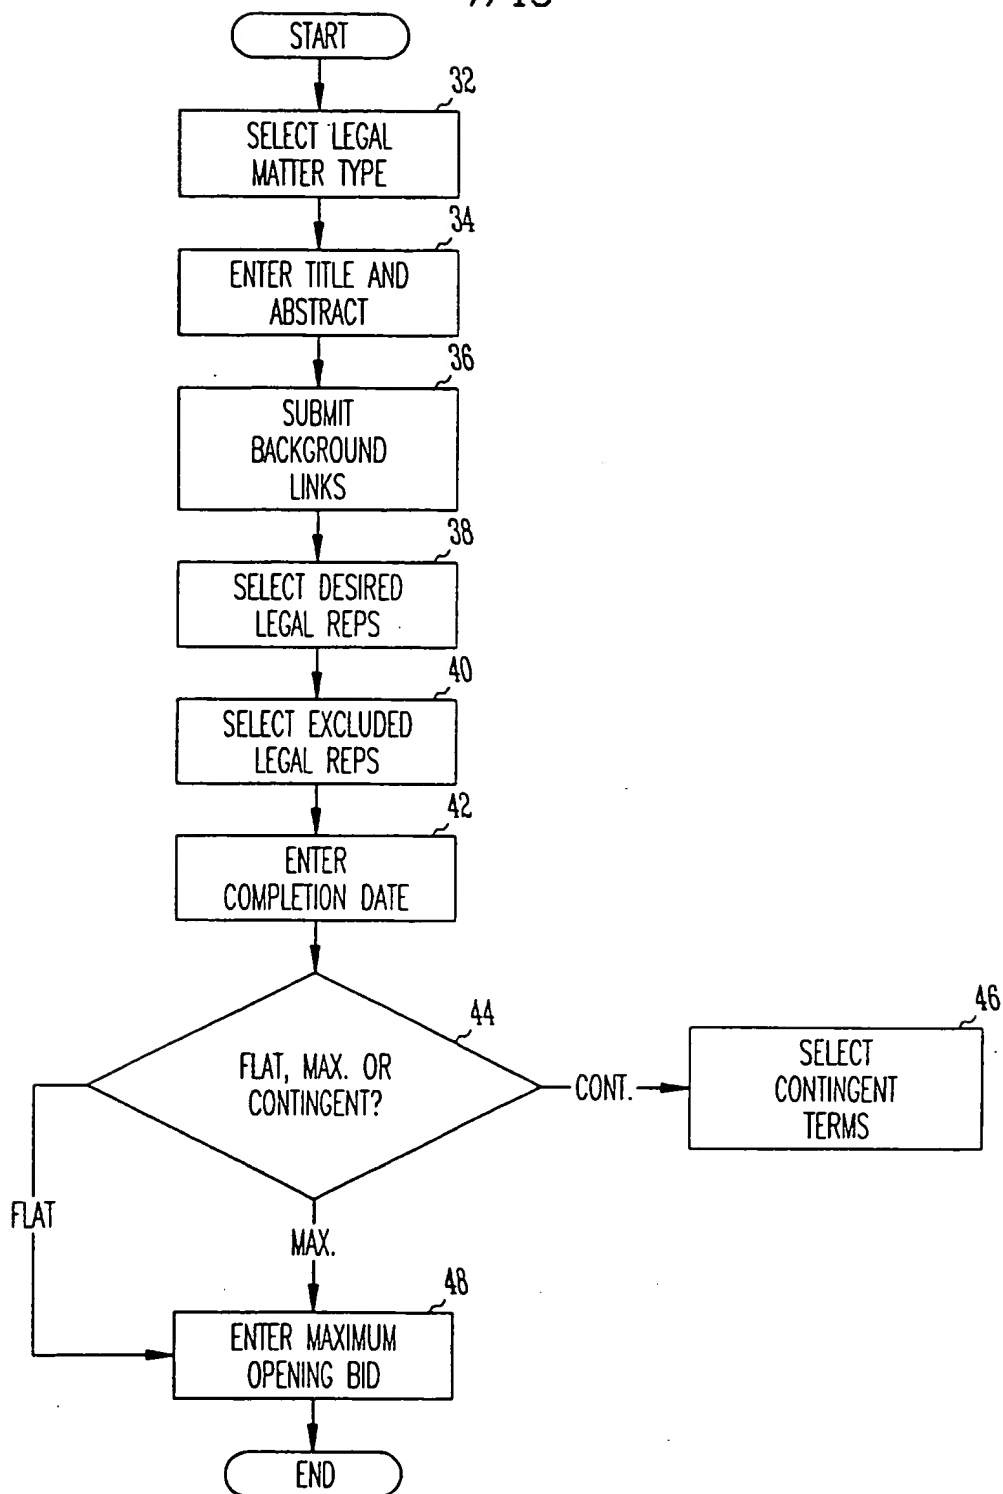 START
32
SELECT LEGAL
MATTER TYPE
34
ENTER TITLE AND
ABSTRACT
36
SUBMIT
BACKGROUND
LINKS
38
SELECT DESIRED
LEGAL REPS
40
SELECT EXCLUDED
LEGAL REPS
42
ENTER
COMPLETION DATE
44
FLAT, MAX. OR
CONTINGENT?
CONT.
46
SELECT
CONTINGENT
TERMS
FLAT
MAX.
48
ENTER MAXIMUM
OPENING BID
END